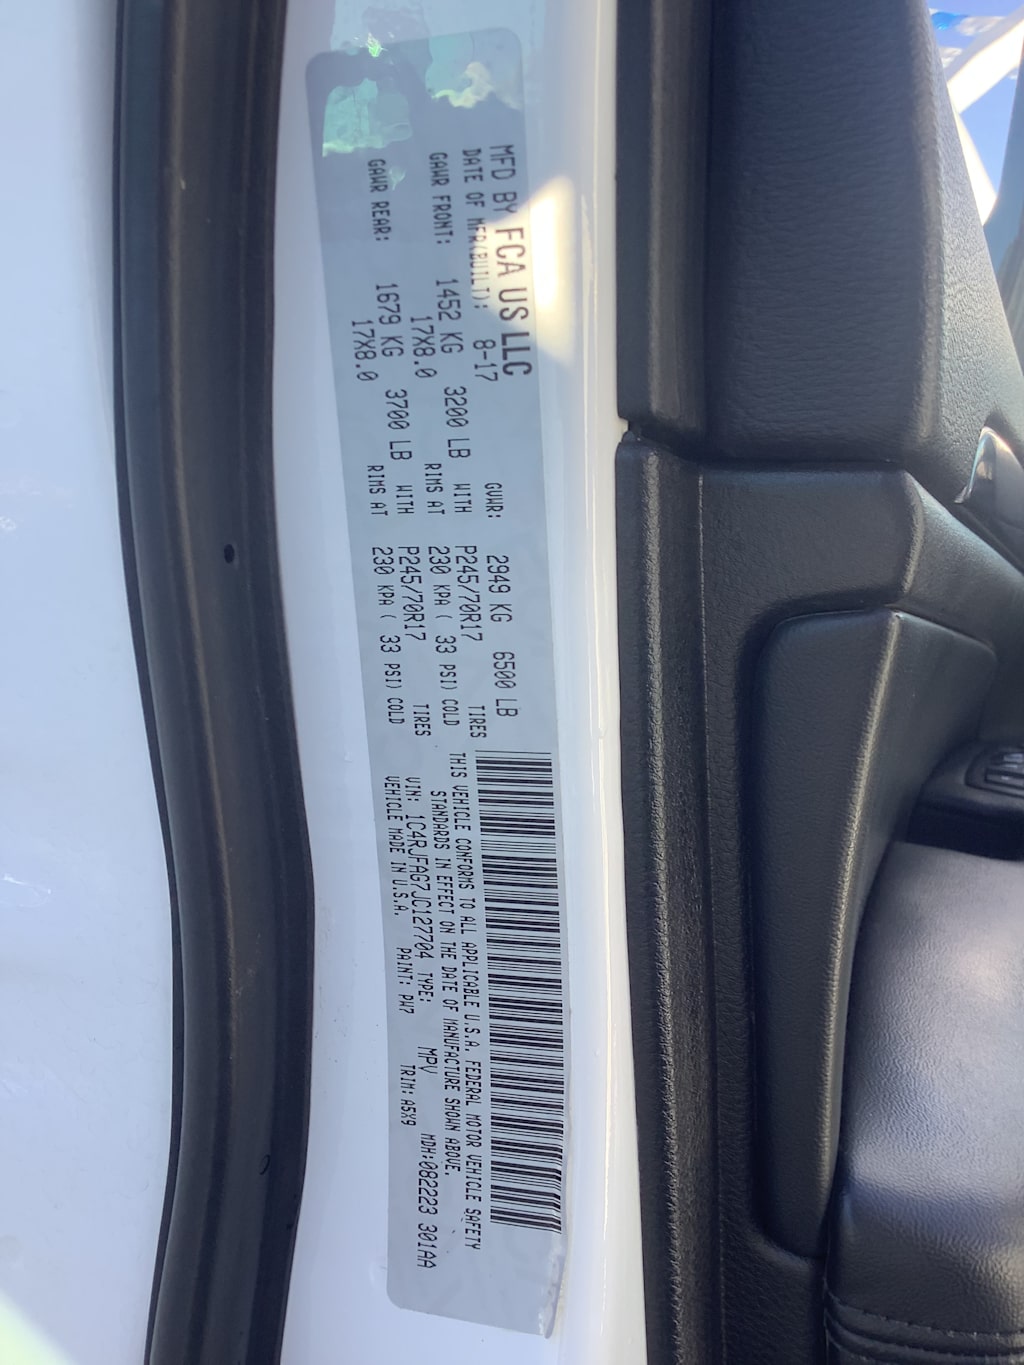 MFD BY FCA US LLC
DATE OF MFR(BUILT): 8-17 GVWR: 2949 KG 6500 LB
GAWR FRONT: 1452 KG 3200 LB WITH P245/70R17 TIRES
17X8.0 RIMS AT 230 KPA ( 33 PSI) COLD
GAWR REAR: 1679 KG 3700 LB WITH P245/70R17 TIRES
17X8.0 RIMS AT 230 KPA ( 33 PSI) COLD
THIS VEHICLE CONFORMS TO ALL APPLICABLE U.S.A. FEDERAL MOTOR VEHICLE SAFETY
STANDARDS IN EFFECT ON THE DATE OF MANUFACTURE SHOWN ABOVE.
VIN: 1C4RJFAG7JC127704 TYPE: MPV MDH:082223 301AA
VEHICLE MADE IN U.S.A. PAINT: PW7 TRIM: A5X9